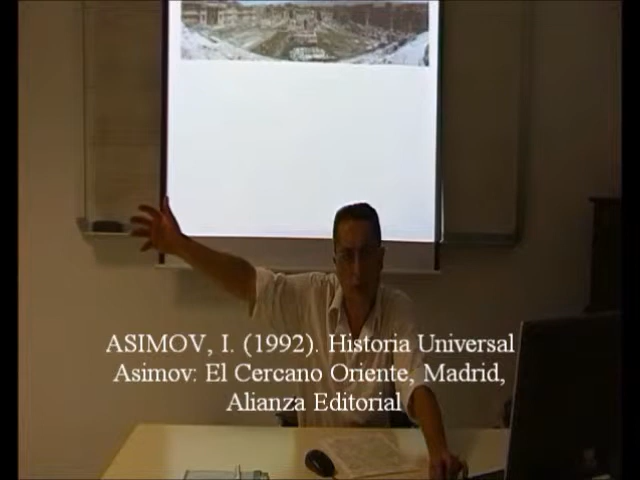 ASIMOV, I. (1992). Historia Universal
Asimov: El Cercano Oriente, Madrid,
Alianza Editorial